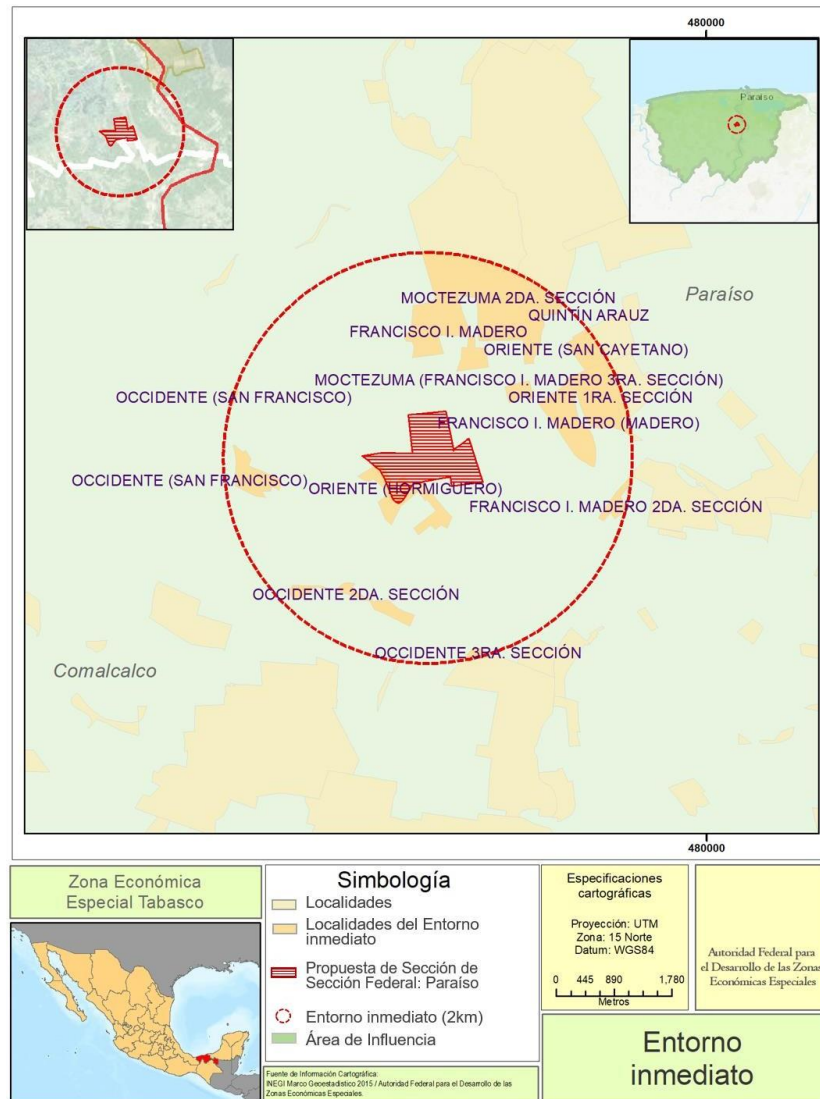 480000
Paraíso
Paraíso
MOCTEZUMA 2DA. SECCIÓN
QUINTÍN ARAUZ
FRANCISCO I. MADERO
ORIENTE (SAN CAYETANO)
MOCTEZUMA (FRANCISCO I. MADERO 3RA. SECCIÓN)
OCCIDENTE (SAN FRANCISCO)
ORIENTE 1RA. SECCIÓN
FRANCISCO I. MADERO (MADERO)
OCCIDENTE (SAN FRANCISCO)
ORIENTE (HORMIGUERO)
FRANCISCO I. MADERO 2DA. SECCIÓN
OCCIDENTE 2DA. SECCIÓN
OCCIDENTE 3RA. SECCIÓN
Comalcalco
480000
Zona Económica
Especial Tabasco
Simbología
Localidades
Localidades del Entorno
inmediato
Propuesta de Sección de
Sección Federal: Paraíso
Entorno inmediato (2km)
Área de Influencia
Fuente de Información Cartográfica:
INEGI Marco Geoestadístico 2015 / Autoridad Federal para el Desarrollo de las
Zonas Económicas Especiales.
Especificaciones
cartográficas
Proyección: UTM
Zona: 15 Norte
Datum: WGS84
0 445 890 1,780
Metros
Autoridad Federal para
el Desarrollo de las Zonas
Económicas Especiales
Entorno
inmediato